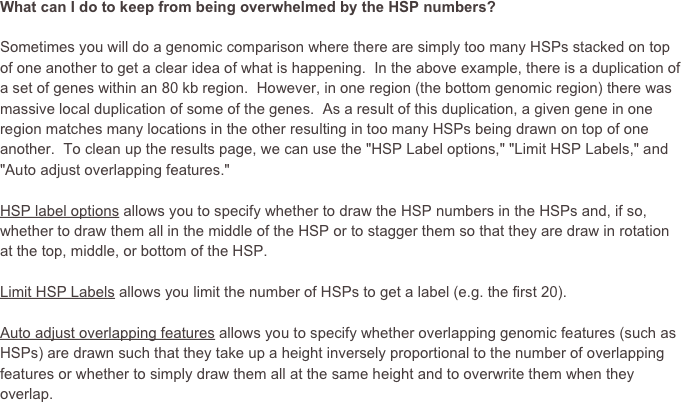 What can I do to keep from being overwhelmed by the HSP numbers?
Sometimes you will do a genomic comparison where there are simply too many HSPs stacked on top
of one another to get a clear idea of what is happening.  In the above example, there is a duplication of
a set of genes within an 80 kb region.  However, in one region (the bottom genomic region) there was
massive local duplication of some of the genes.  As a result of this duplication, a given gene in one
region matches many locations in the other resulting in too many HSPs being drawn on top of one
another.  To clean up the results page, we can use the "HSP Label options," "Limit HSP Labels," and
"Auto adjust overlapping features."
HSP label options allows you to specify whether to draw the HSP numbers in the HSPs and, if so,
whether to draw them all in the middle of the HSP or to stagger them so that they are draw in rotation
at the top, middle, or bottom of the HSP.
Limit HSP Labels allows you limit the number of HSPs to get a label (e.g. the first 20).
Auto adjust overlapping features allows you to specify whether overlapping genomic features (such as
HSPs) are drawn such that they take up a height inversely proportional to the number of overlapping
features or whether to simply draw them all at the same height and to overwrite them when they
overlap.